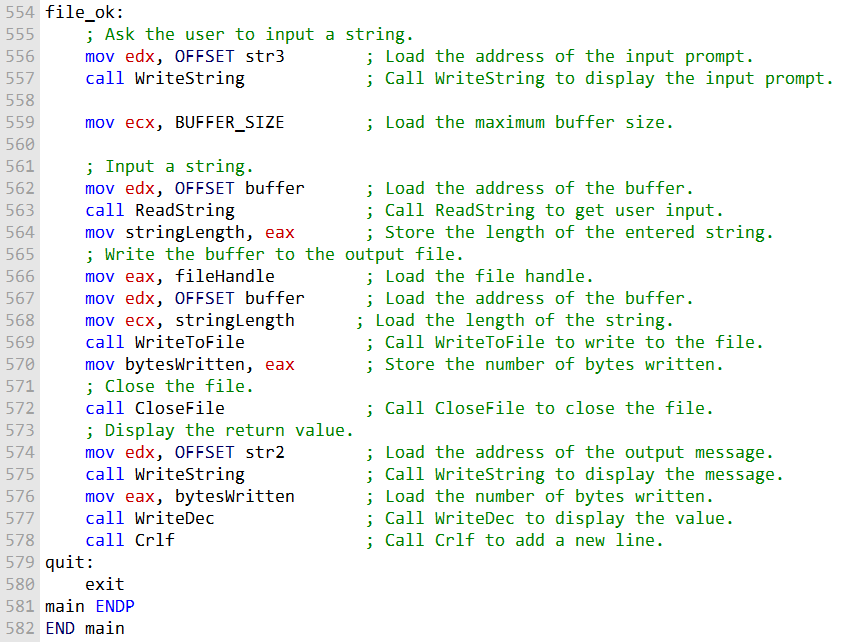 554 file_ok:
555     ; Ask the user to input a string.
556     mov edx, OFFSET str3        ; Load the address of the input prompt.
557     call WriteString            ; Call WriteString to display the input prompt.
558
559     mov ecx, BUFFER_SIZE        ; Load the maximum buffer size.
560
561     ; Input a string.
562     mov edx, OFFSET buffer      ; Load the address of the buffer.
563     call ReadString             ; Call ReadString to get user input.
564     mov stringLength, eax       ; Store the length of the entered string.
565     ; Write the buffer to the output file.
566     mov eax, fileHandle         ; Load the file handle.
567     mov edx, OFFSET buffer      ; Load the address of the buffer.
568     mov ecx, stringLength      ; Load the length of the string.
569     call WriteToFile            ; Call WriteToFile to write to the file.
570     mov bytesWritten, eax       ; Store the number of bytes written.
571     ; Close the file.
572     call CloseFile              ; Call CloseFile to close the file.
573     ; Display the return value.
574     mov edx, OFFSET str2        ; Load the address of the output message.
575     call WriteString            ; Call WriteString to display the message.
576     mov eax, bytesWritten       ; Load the number of bytes written.
577     call WriteDec               ; Call WriteDec to display the value.
578     call Crlf                   ; Call Crlf to add a new line.
579 quit:
580     exit
581 main ENDP
582 END main